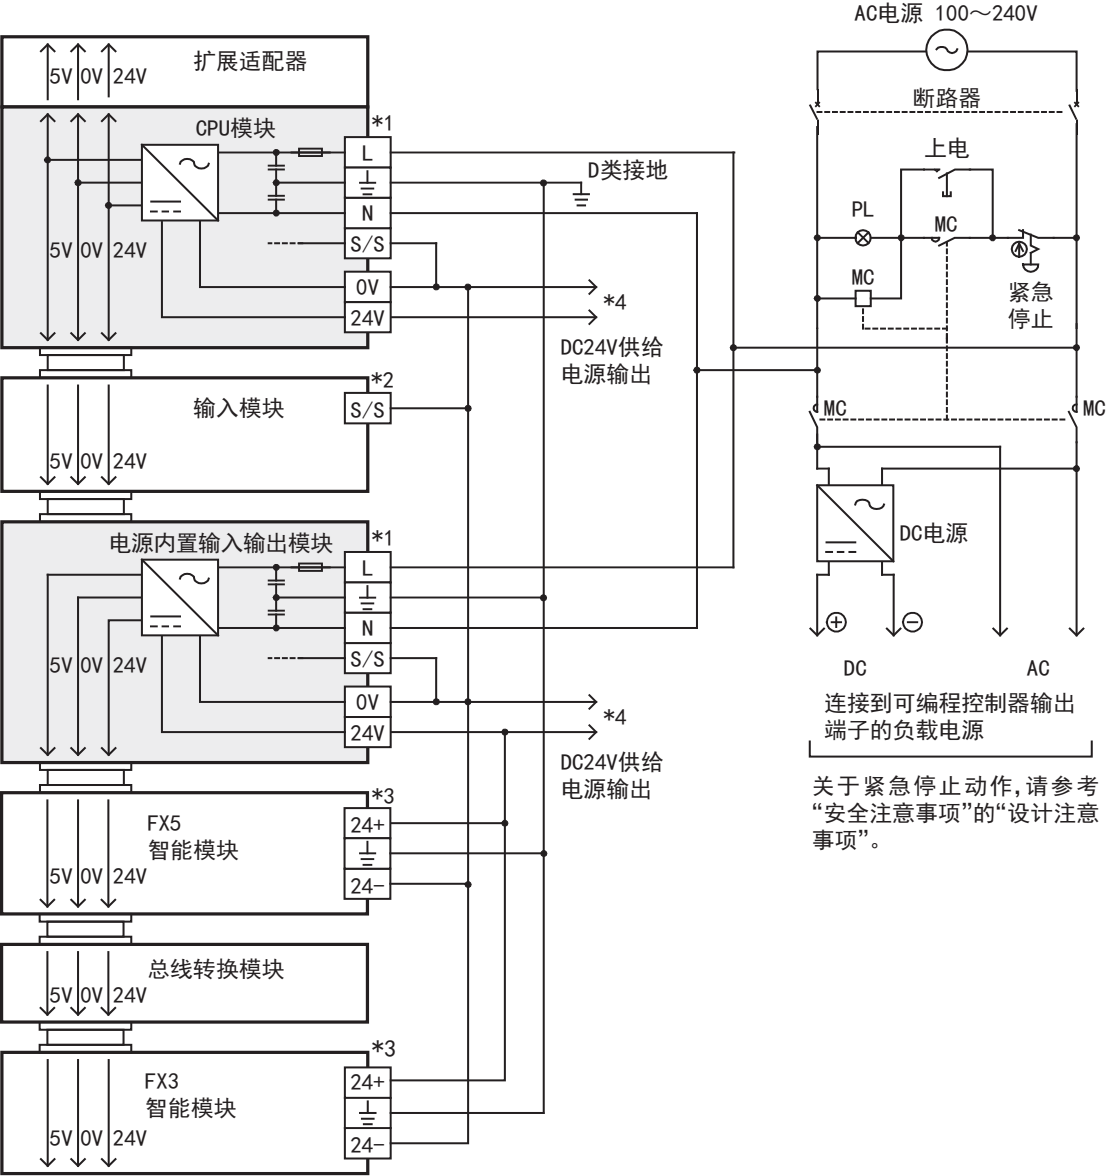 AC电源 100～240V
扩展适配器
5V 0V 24V
断路器
CPU模块
*1
L
N
S/S
0V
24V
5V 0V 24V
D类接地
*4
DC24V供给
电源输出
上电
PL
MC
MC
紧急
停止
MC
MC
输入模块
*2
S/S
5V 0V 24V
电源内置输入输出模块
*1
L
N
S/S
0V
24V
5V 0V 24V
*4
DC24V供给
电源输出
DC电源
+
−
DC
AC
连接到可编程控制器输出
端子的负载电源
关于紧急停止动作,请参考
“安全注意事项”的“设计注意
事项”。
FX5
智能模块
*3
24+
24−
5V 0V 24V
总线转换模块
5V 0V 24V
FX3
智能模块
*3
24+
24−
5V 0V 24V